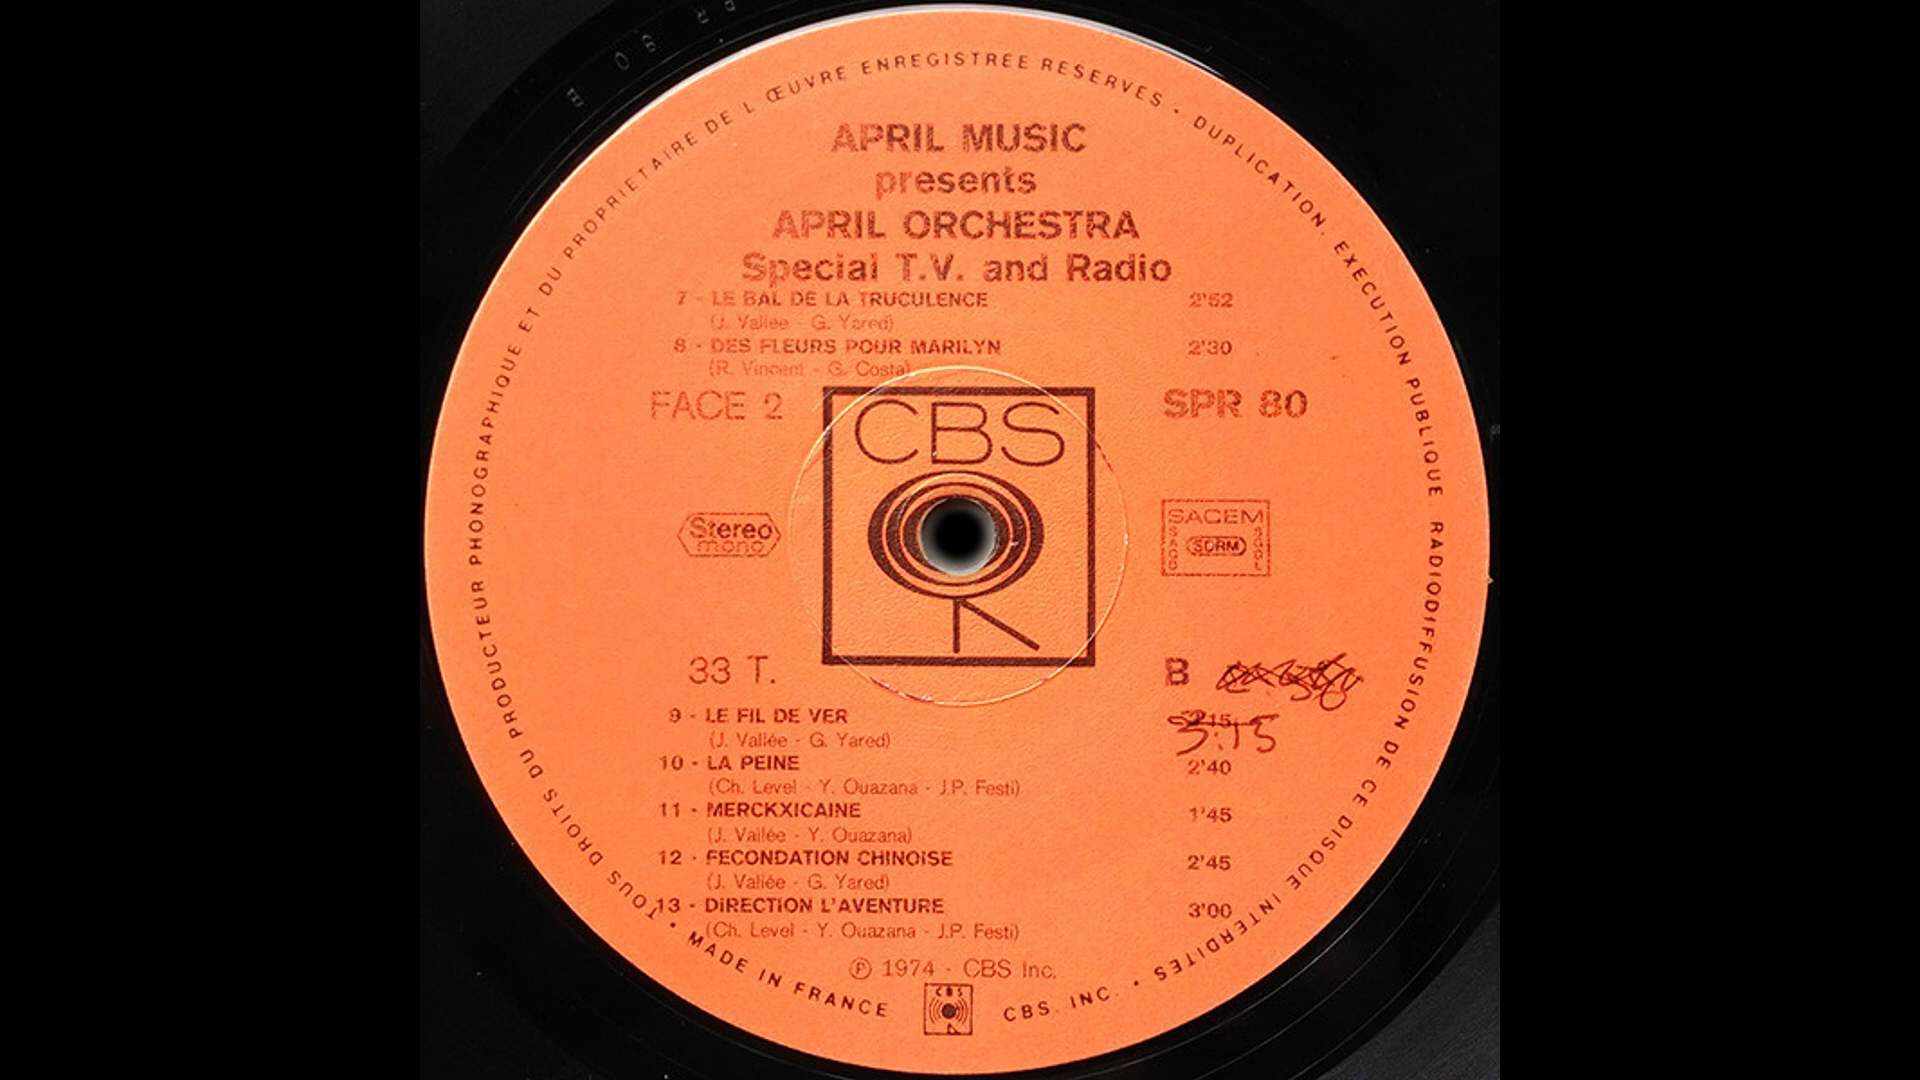 TOUS DROITS DU PRODUCTEUR PHONOGRAPHIQUE ET DU PROPRIETAIRE DE L ŒUVRE ENREGISTREE RESERVES • DUPLICATION. EXECUTION PUBLIQUE. RADIODIFFUSION DE CE DISQUE INTERDITES •
APRIL MUSIC
presents
APRIL ORCHESTRA
Special T.V. and Radio
7 - LE BAL DE LA TRUCULENCE 2'52
(J. Vallée - G. Yared)
8 - DES FLEURS POUR MARILYN 2'30
(R. Vincent - G. Costa)
FACE 2 CBS SPR 80
Stereo
mono
SACEM
SACD SDRM SGDL
33 T. B
9 - LE FIL DE VER
3:15
(J. Vallée - G. Yared)
10 - LA PEINE 2'40
(Ch. Level - Y. Ouazana - J.P. Festi)
11 - MERCKXICAINE 1'45
(J. Vallée - Y. Ouazana)
12 - FECONDATION CHINOISE 2'45
(J. Vallée - G. Yared)
13 - DIRECTION L'AVENTURE 3'00
(Ch. Level - Y. Ouazana - J.P. Festi)
Ⓟ 1974 - CBS Inc.
CBS
• MADE IN FRANCE
CBS. INC.